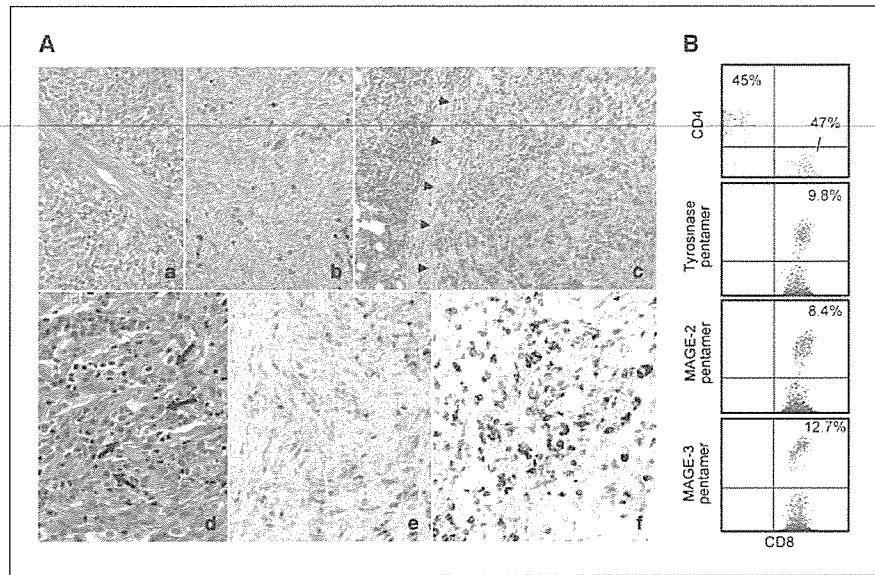 A
B
a
b
c
d
e
f
45%
47%
CD4
9.8%
Tyrosinase
pentamer
8.4%
MAGE-2
pentamer
12.7%
MAGE-3
pentamer
CD8